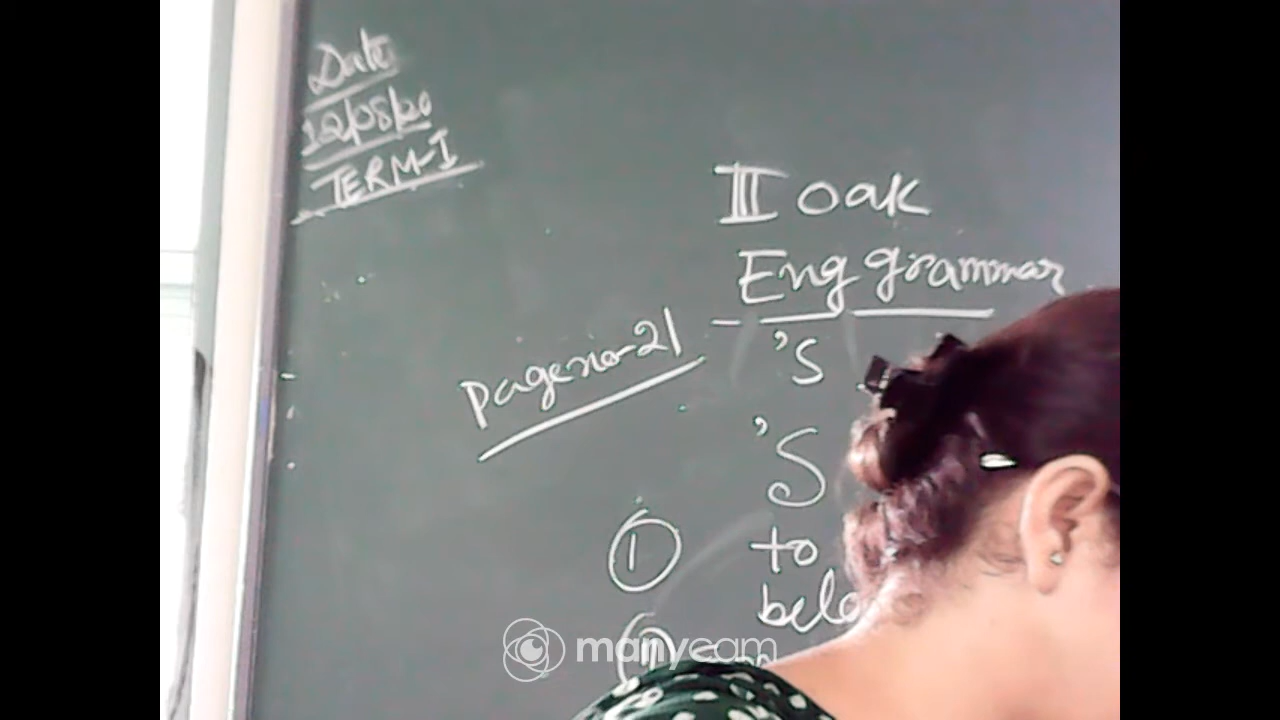 Date
12/08/20
TERM-I
III oak
Eng grammar
Page no-21
's
's
① to
manycam